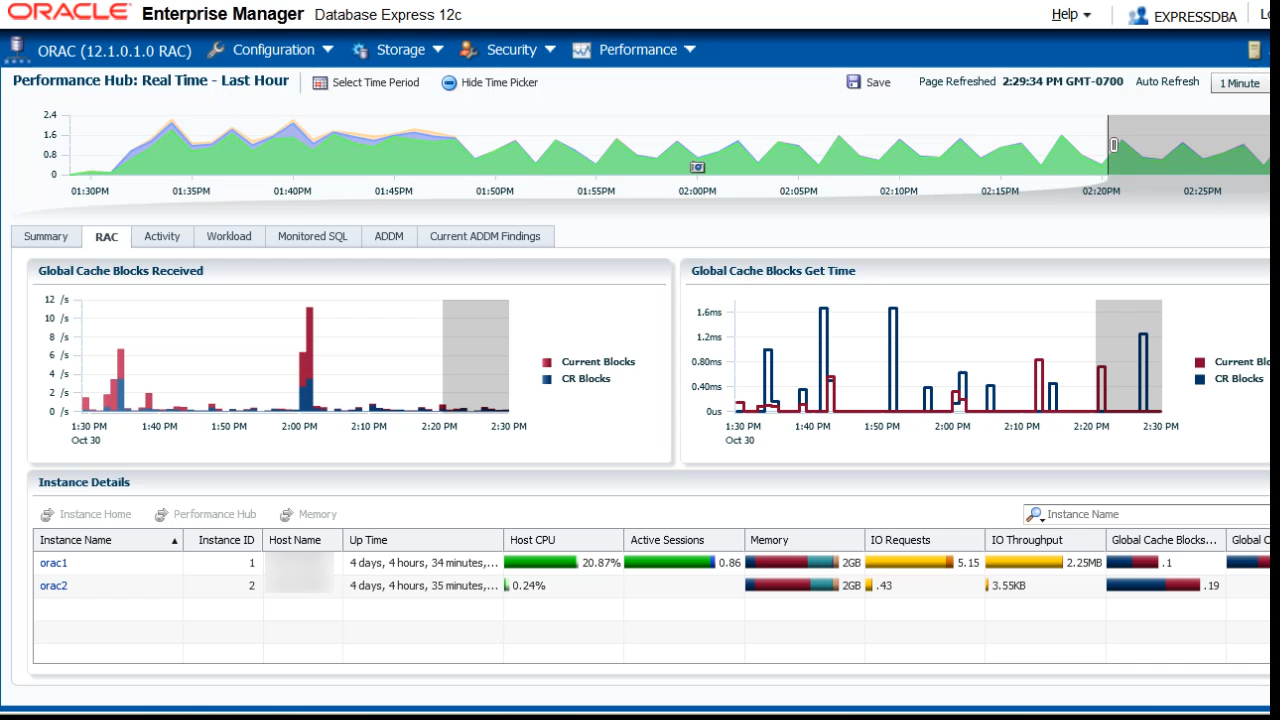 ORACLE Enterprise Manager Database Express 12c Help EXPRESSDBA
ORAC (12.1.0.1.0 RAC) Configuration Storage Security Performance
Performance Hub: Real Time - Last Hour Select Time Period Hide Time Picker Save Page Refreshed 2:29:34 PM GMT-0700 Auto Refresh 1 Minute
2.4
1.6
0.8
0
01:30PM 01:35PM 01:40PM 01:45PM 01:50PM 01:55PM 02:00PM 02:05PM 02:10PM 02:15PM 02:20PM 02:25PM
Summary RAC Activity Workload Monitored SQL ADDM Current ADDM Findings
Global Cache Blocks Received
12 /s
10 /s
8 /s
6 /s
4 /s
2 /s
0 /s
1:30 PM 1:40 PM 1:50 PM 2:00 PM 2:10 PM 2:20 PM 2:30 PM
Oct 30
Current Blocks
CR Blocks
Global Cache Blocks Get Time
1.6ms
1.2ms
0.80ms
0.40ms
0us
1:30 PM 1:40 PM 1:50 PM 2:00 PM 2:10 PM 2:20 PM 2:30 PM
Oct 30
Current Blo
CR Blocks
Instance Details
Instance Home Performance Hub Memory Instance Name
Instance Name Instance ID Host Name Up Time Host CPU Active Sessions Memory IO Requests IO Throughput Global Cache Blocks... Global C
orac1 1 4 days, 4 hours, 34 minutes,... 20.87% 0.86 2GB 5.15 2.25MB .1
orac2 2 4 days, 4 hours, 35 minutes,... 0.24% 2GB .43 3.55KB .19